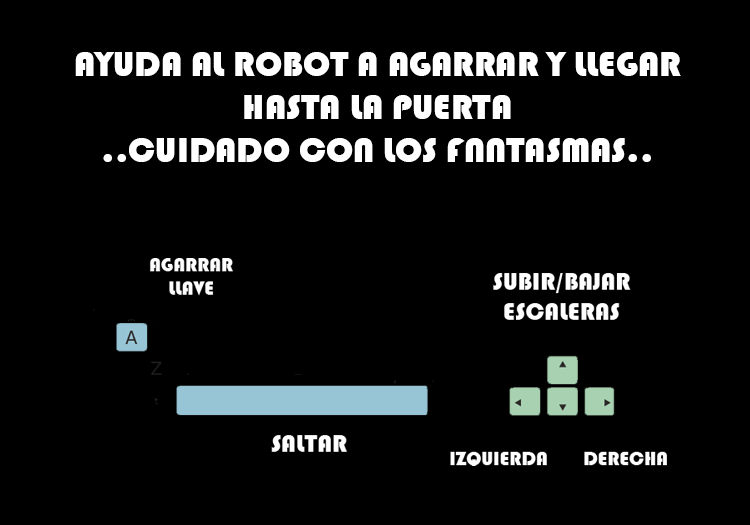 AYUDA AL ROBOT A AGARRAR Y LLEGAR
HASTA LA PUERTA
..CUIDADO CON LOS FANTASMAS..
AGARRAR
LLAVE
SUBIR/BAJAR
ESCALERAS
A
Z
SALTAR
IZQUIERDA
DERECHA